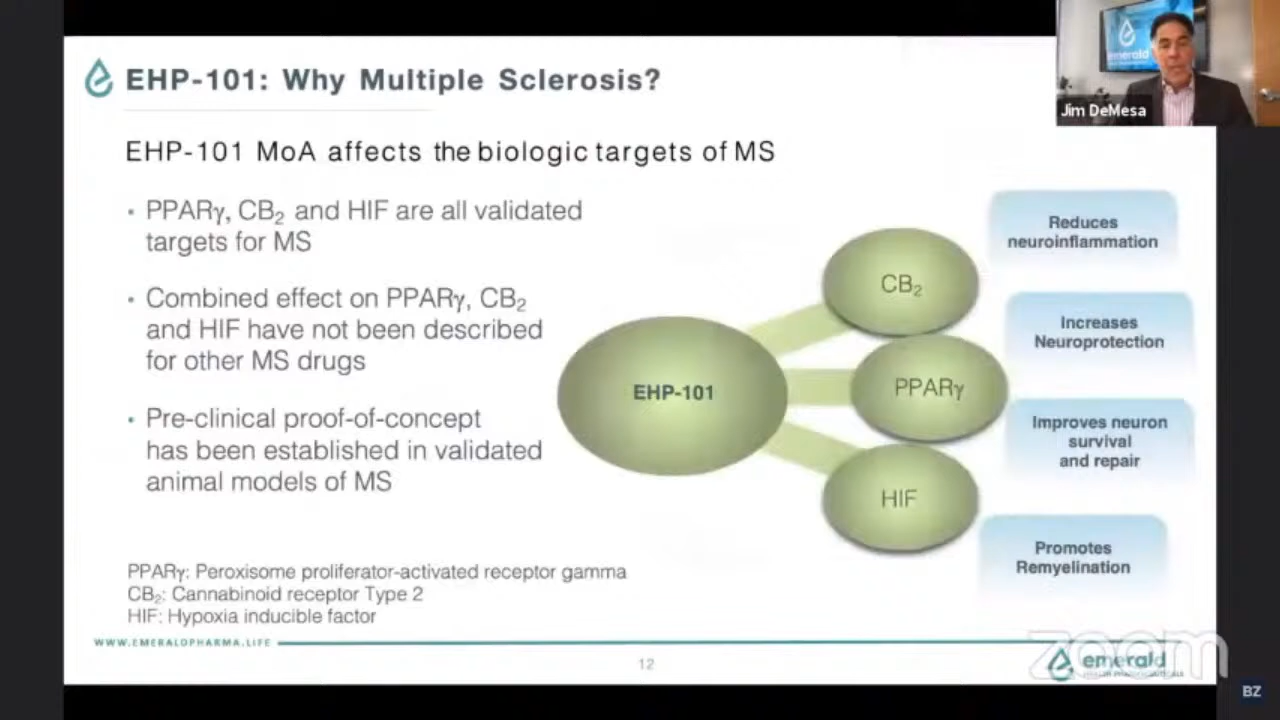 EHP-101: Why Multiple Sclerosis?
Jim DeMesa
EHP-101 MoA affects the biologic targets of MS
• PPARγ, CB₂ and HIF are all validated
targets for MS
• Combined effect on PPARγ, CB₂
and HIF have not been described
for other MS drugs
• Pre-clinical proof-of-concept
has been established in validated
animal models of MS
EHP-101
CB₂
PPARγ
HIF
Reduces
neuroinflammation
Increases
Neuroprotection
Improves neuron
survival
and repair
Promotes
Remyelination
PPARγ: Peroxisome proliferator-activated receptor gamma
CB₂: Cannabinoid receptor Type 2
HIF: Hypoxia inducible factor
WWW.EMERALDPHARMA.LIFE
12
zoom
emerald
BZ